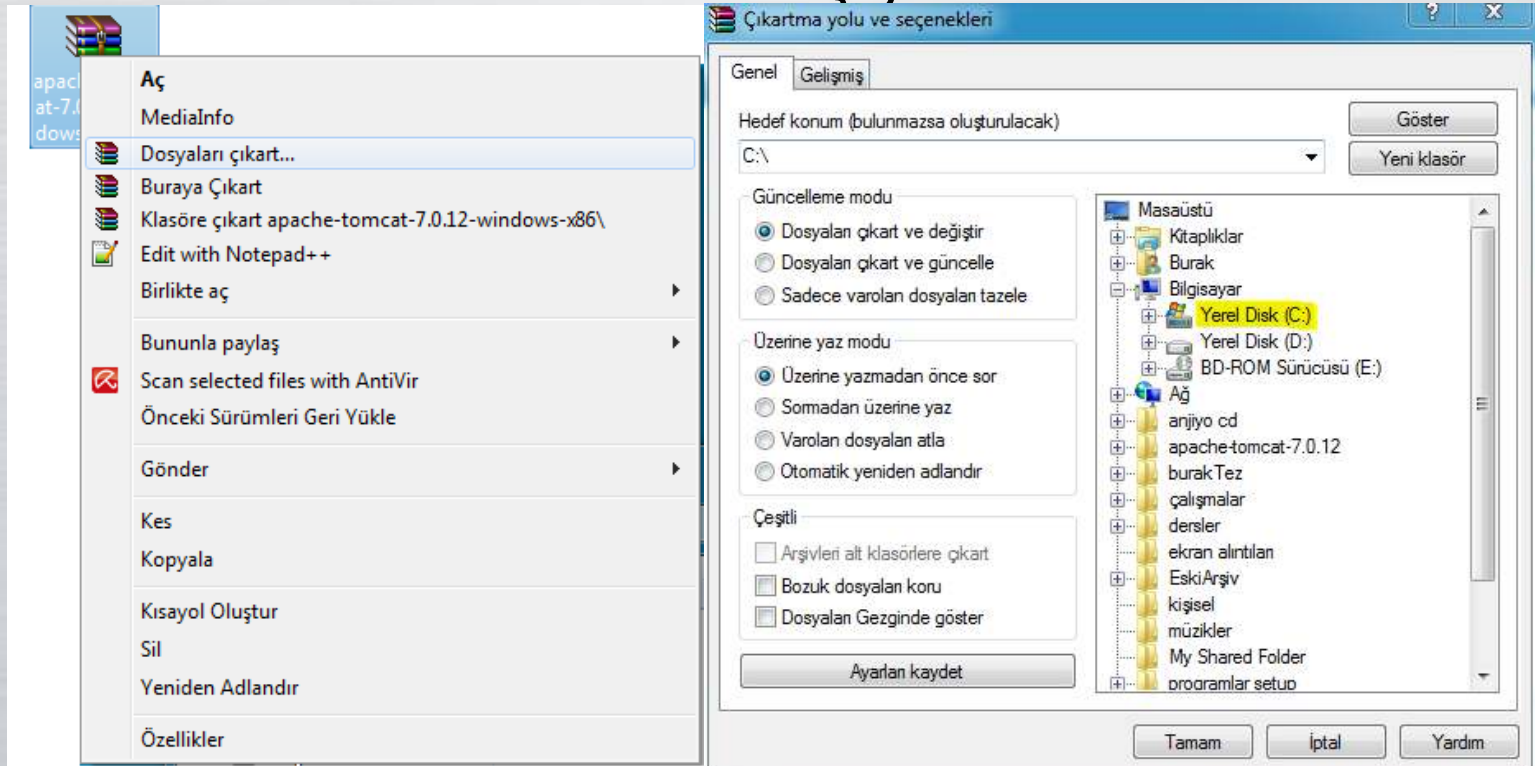 apac
at-7.0
dows
Aç
MediaInfo
Dosyaları çıkart...
Buraya Çıkart
Klasöre çıkart apache-tomcat-7.0.12-windows-x86\
Edit with Notepad++
Birlikte aç
Bununla paylaş
Scan selected files with AntiVir
Önceki Sürümleri Geri Yükle
Gönder
Kes
Kopyala
Kısayol Oluştur
Sil
Yeniden Adlandır
Özellikler
Çıkartma yolu ve seçenekleri
Genel
Gelişmiş
Hedef konum (bulunmazsa oluşturulacak)
Göster
C:\
Yeni klasör
Güncelleme modu
Dosyaları çıkart ve değiştir
Dosyaları çıkart ve güncelle
Sadece varolan dosyaları tazele
Üzerine yaz modu
Üzerine yazmadan önce sor
Sormadan üzerine yaz
Varolan dosyaları atla
Otomatik yeniden adlandır
Çeşitli
Arşivleri alt klasörlere çıkart
Bozuk dosyaları koru
Dosyaları Gezginde göster
Ayarları kaydet
Masaüstü
Kitaplıklar
Burak
Bilgisayar
Yerel Disk (C:)
Yerel Disk (D:)
BD-ROM Sürücüsü (E:)
Ağ
anjiyo cd
apache-tomcat-7.0.12
burakTez
çalışmalar
dersler
ekran alıntıları
EskiArşiv
kişisel
müzikler
My Shared Folder
programlar setup
Tamam
İptal
Yardım